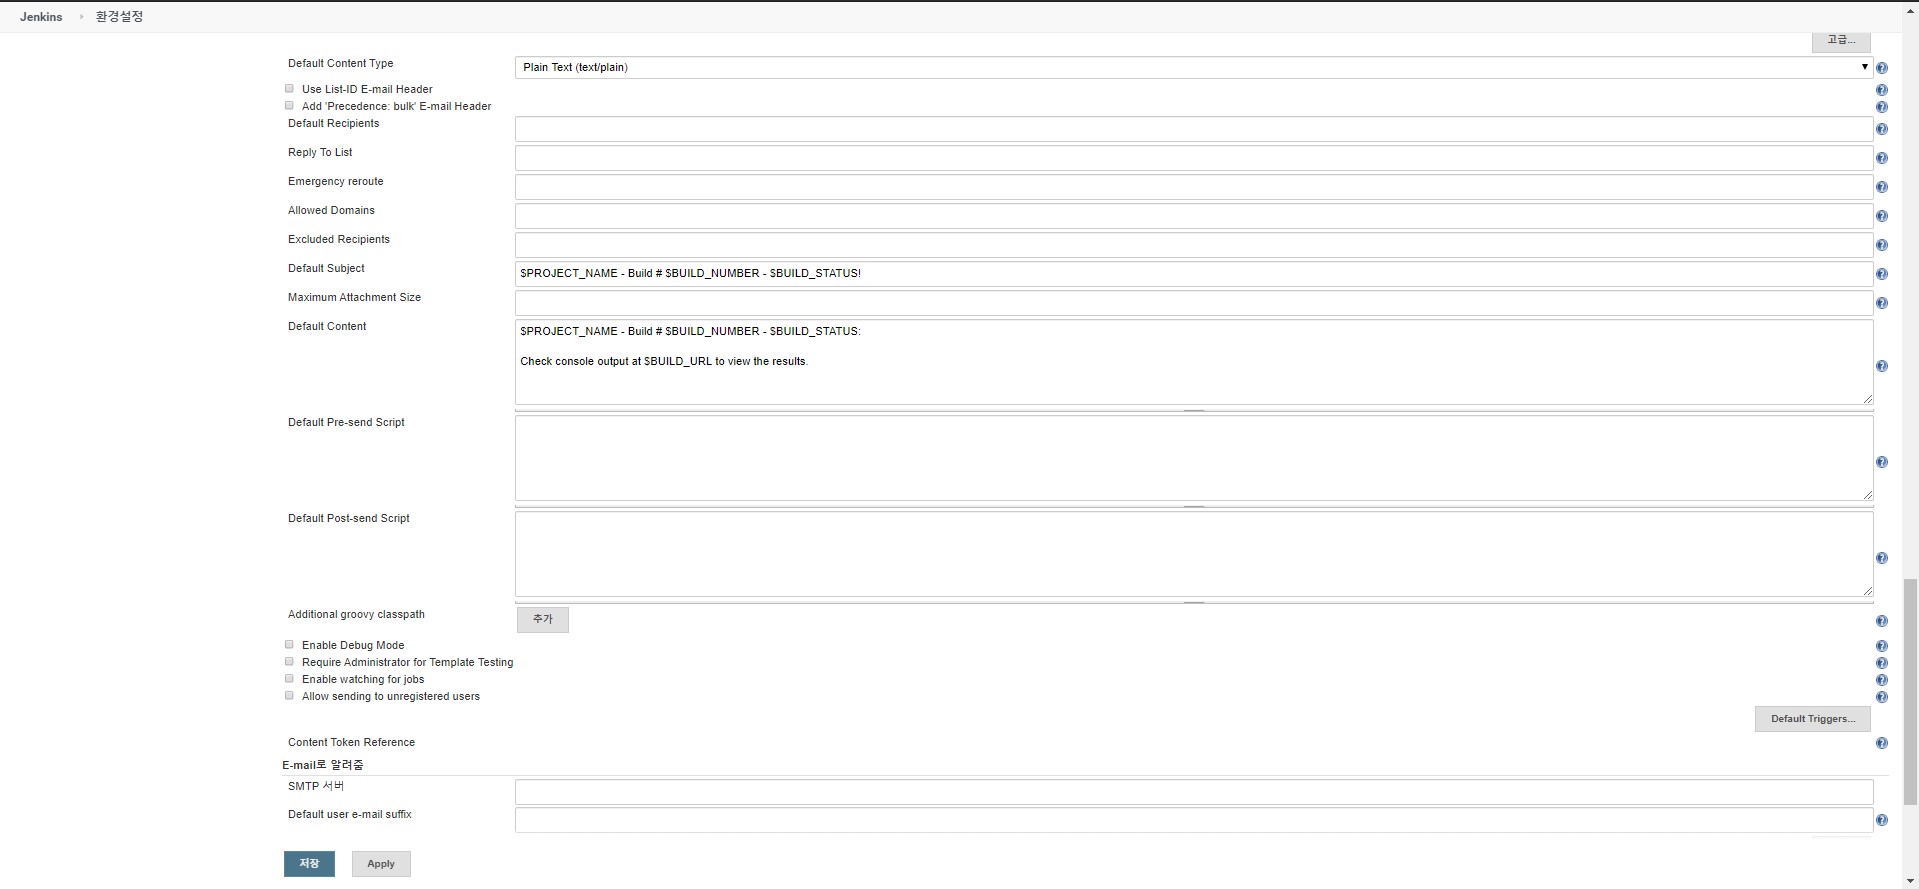 Jenkins 환경설정
고급...
Default Content Type Plain Text (text/plain)
Use List-ID E-mail Header
Add 'Precedence: bulk' E-mail Header
Default Recipients
Reply To List
Emergency reroute
Allowed Domains
Excluded Recipients
Default Subject $PROJECT_NAME - Build # $BUILD_NUMBER - $BUILD_STATUS!
Maximum Attachment Size
Default Content $PROJECT_NAME - Build # $BUILD_NUMBER - $BUILD_STATUS:
Check console output at $BUILD_URL to view the results.
Default Pre-send Script
Default Post-send Script
Additional groovy classpath 추가
Enable Debug Mode
Require Administrator for Template Testing
Enable watching for jobs
Allow sending to unregistered users
Default Triggers...
Content Token Reference
E-mail로 알려줌
SMTP 서버
Default user e-mail suffix
저장 Apply